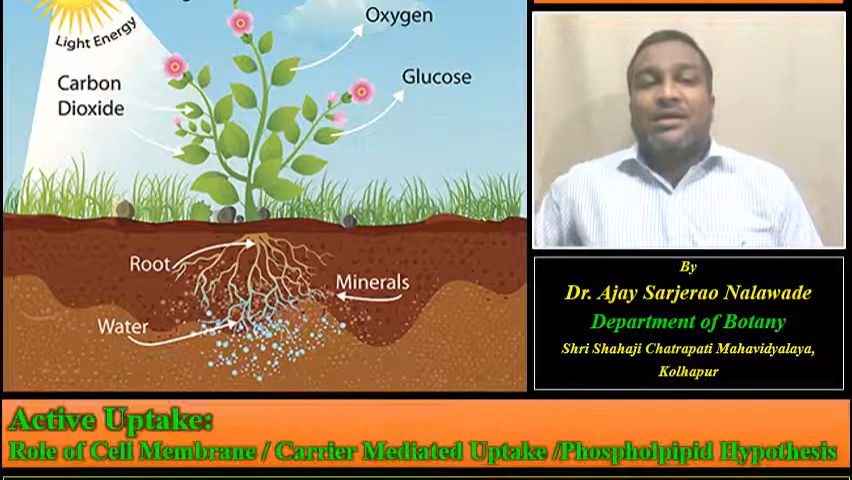 Light Energy
Oxygen
Carbon
Dioxide
Glucose
Root
Minerals
Water
By
Dr. Ajay Sarjerao Nalawade
Department of Botany
Shri Shahaji Chatrapati Mahavidyalaya,
Kolhapur
Active Uptake:
Role of Cell Membrane / Carrier Mediated Uptake /Phospholpipid Hypothesis